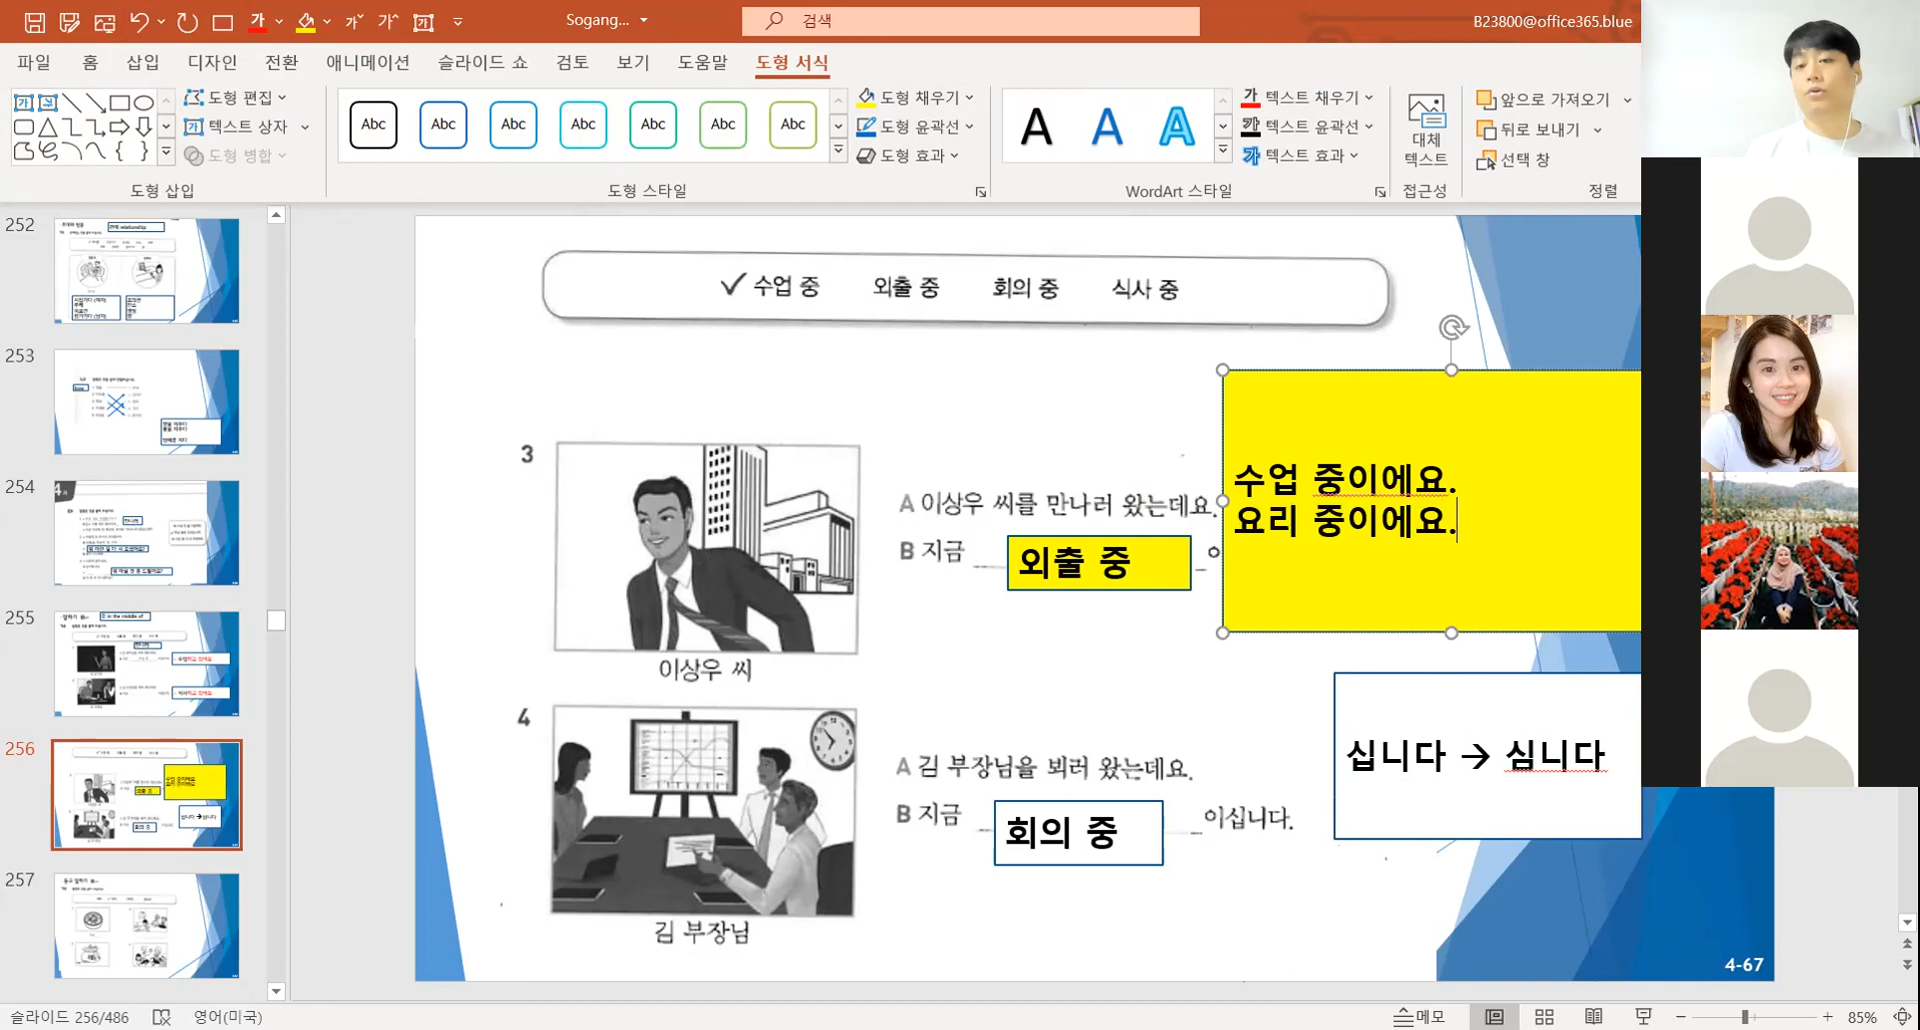 Sogang...
검색
B23800@office365.blue
파일 홈 삽입 디자인 전환 애니메이션 슬라이드 쇼 검토 보기 도움말 도형 서식
도형 편집
텍스트 상자
도형 병합
도형 삽입
Abc Abc Abc Abc Abc Abc Abc
도형 채우기
도형 윤곽선
도형 효과
도형 스타일
A A A
텍스트 채우기
텍스트 윤곽선
텍스트 효과
WordArt 스타일
대체
텍스트
접근성
앞으로 가져오기
뒤로 보내기
선택 창
정렬
252
253
254
255
256
257
✓ 수업 중 외출 중 회의 중 식사 중
3
이상우 씨
A 이상우 씨를 만나러 왔는데요.
B 지금 외출 중
수업 중이에요.
요리 중이에요.
4
김 부장님
A 김 부장님을 뵈러 왔는데요.
B 지금 회의 중 이십니다.
십니다 → 심니다
4-67
슬라이드 256/486
영어(미국)
메모
85%